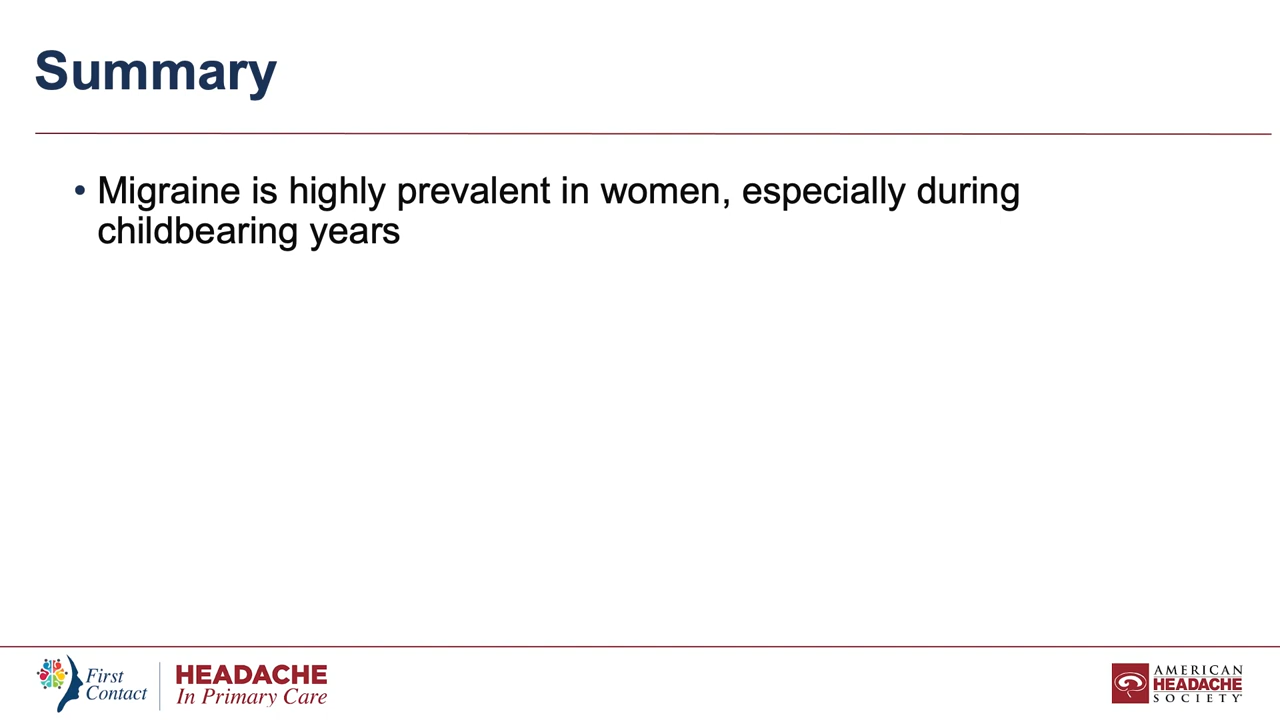 Summary
• Migraine is highly prevalent in women, especially during
childbearing years
First
Contact
HEADACHE
In Primary Care
AMERICAN
HEADACHE
SOCIETY